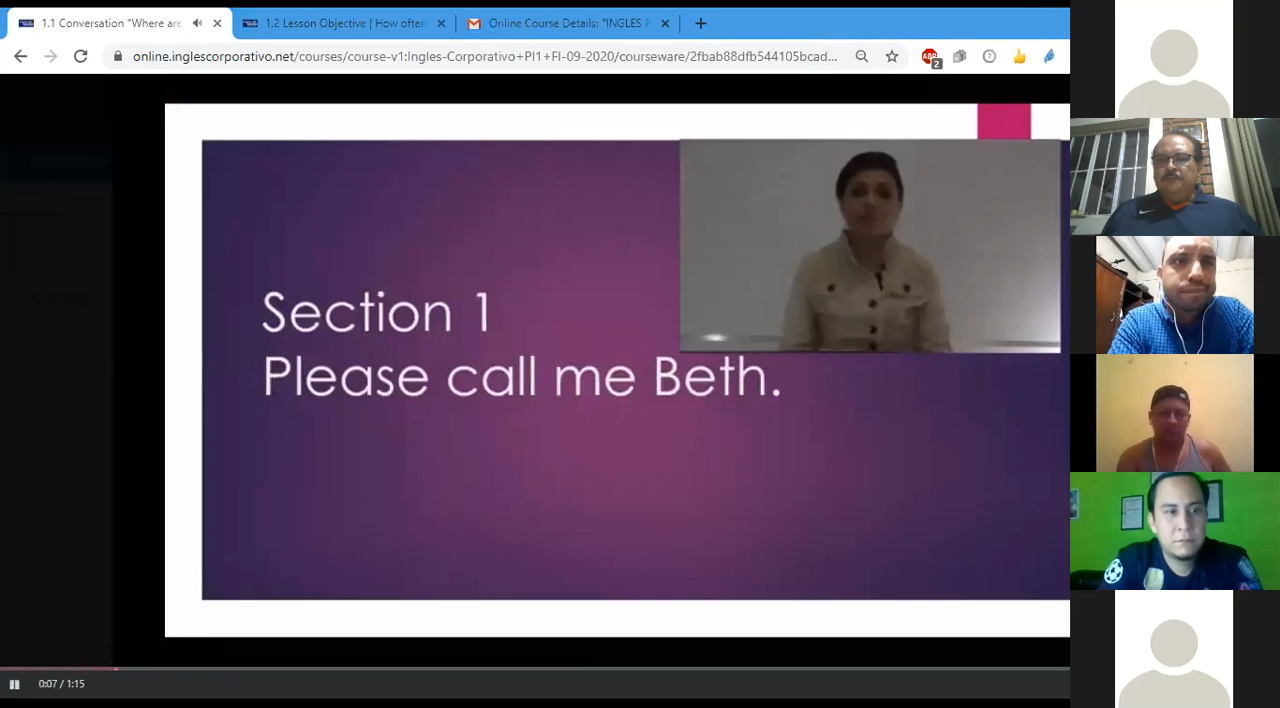 1.1 Conversation "Where are
1.2 Lesson Objective | How often
Online Course Details: "INGLES P
online.inglescorporativo.net/courses/course-v1:Ingles-Corporativo+PI1+FI-09-2020/courseware/2fbab88dfb544105bcad...
ABP
2
Section 1
Please call me Beth.
0:07 / 1:15